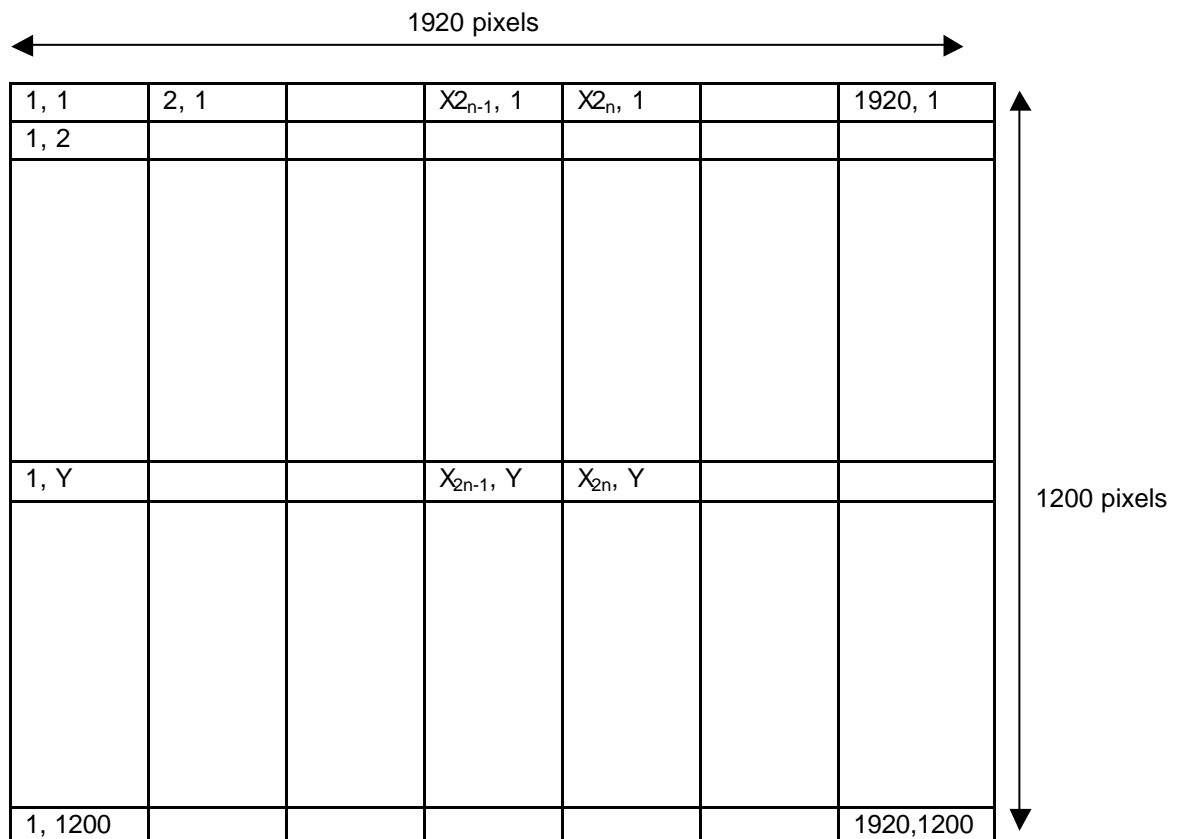 1920 pixels
1, 1 2, 1 X2ₙ₋₁, 1 X2ₙ, 1 1920, 1
1, 2
1, Y X₂ₙ₋₁, Y X₂ₙ, Y
1200 pixels
1, 1200 1920,1200